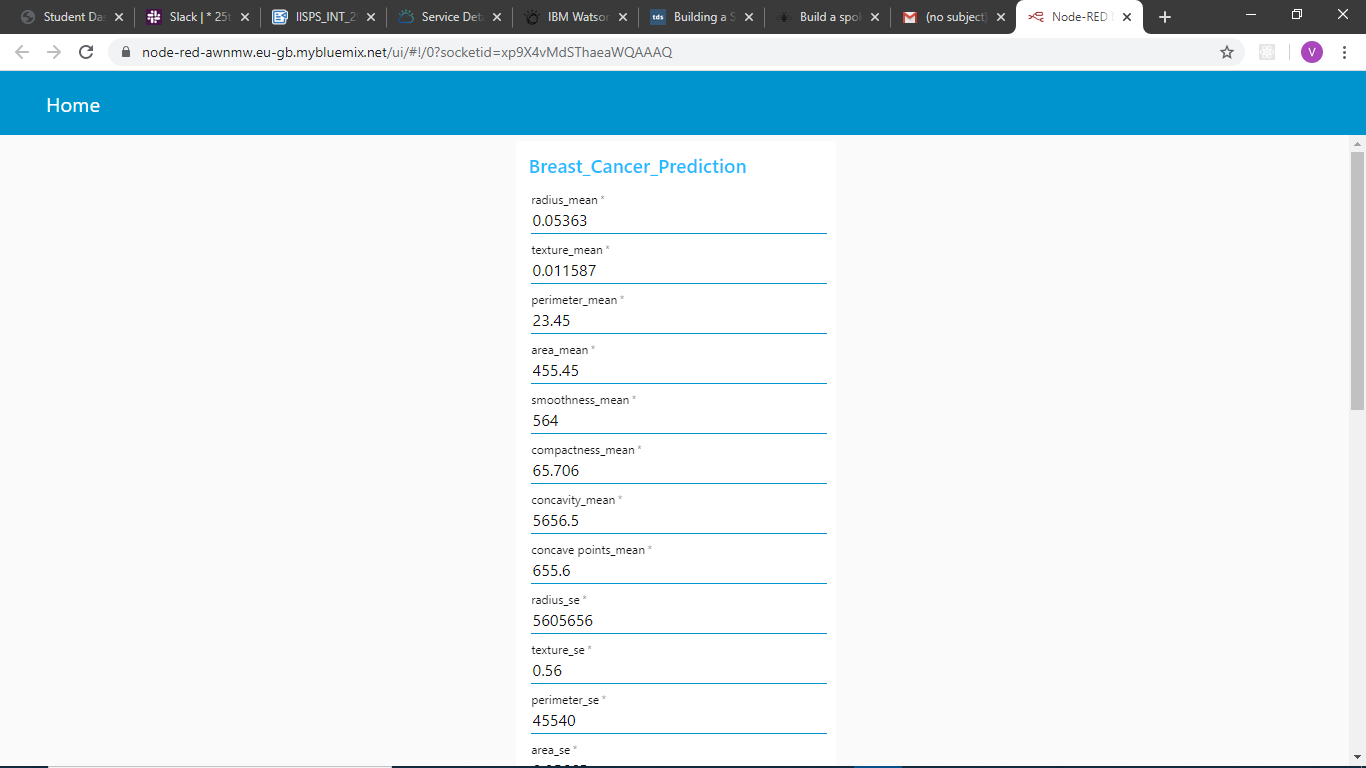 Student Da
Slack | * 25t
IISPS_INT_2
Service Deta
IBM Watsor
tds
Building a S
Build a spo
(no subject)
Node-RED
node-red-awnmw.eu-gb.mybluemix.net/ui/#!/0?socketid=xp9X4vMdSThaeaWQAAAQ
V
Home
Breast_Cancer_Prediction
radius_mean *
0.05363
texture_mean *
0.011587
perimeter_mean *
23.45
area_mean *
455.45
smoothness_mean *
564
compactness_mean *
65.706
concavity_mean *
5656.5
concave points_mean *
655.6
radius_se *
5605656
texture_se *
0.56
perimeter_se *
45540
area_se *